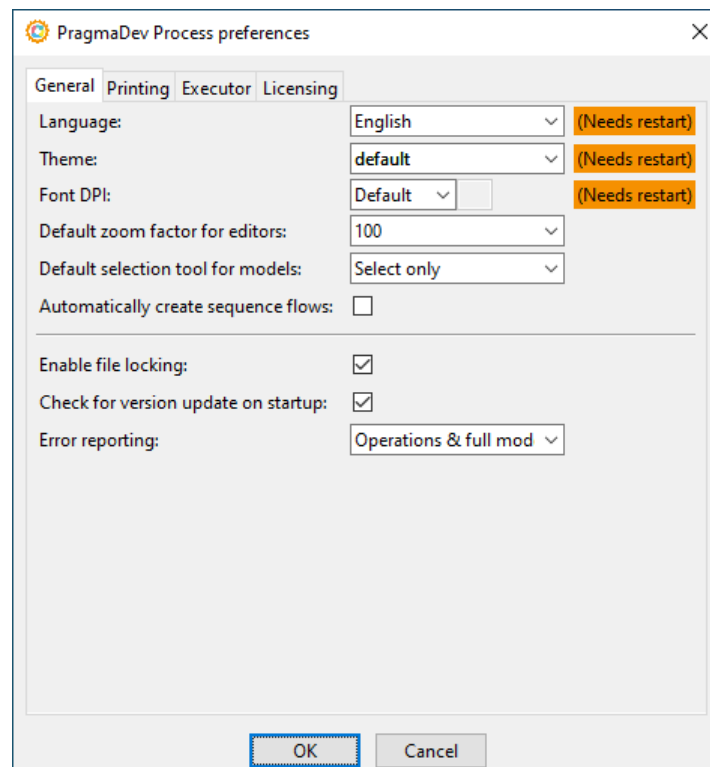 PragmaDev Process preferences
General Printing Executor Licensing
Language: English (Needs restart)
Theme: default (Needs restart)
Font DPI: Default (Needs restart)
Default zoom factor for editors: 100
Default selection tool for models: Select only
Automatically create sequence flows:
Enable file locking:
Check for version update on startup:
Error reporting: Operations & full mod
OK Cancel